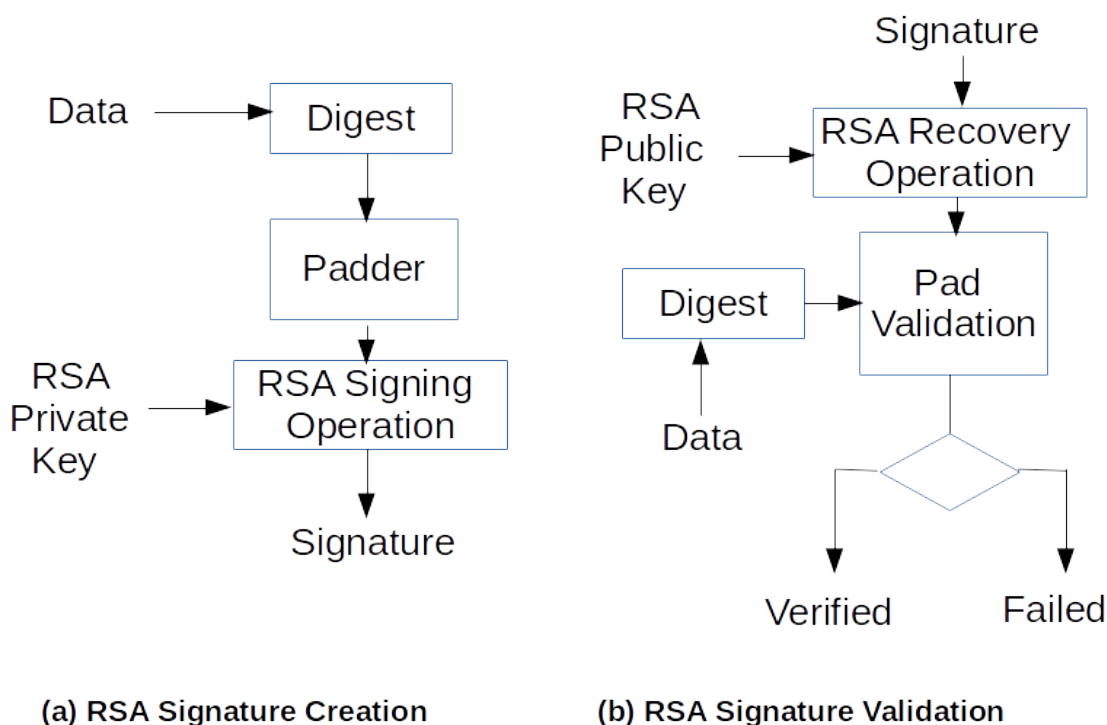 Data
Digest
Padder
RSA
Private
Key
RSA Signing
Operation
Signature
(a) RSA Signature Creation
Signature
RSA
Public
Key
RSA Recovery
Operation
Digest
Pad
Validation
Data
Verified
Failed
(b) RSA Signature Validation